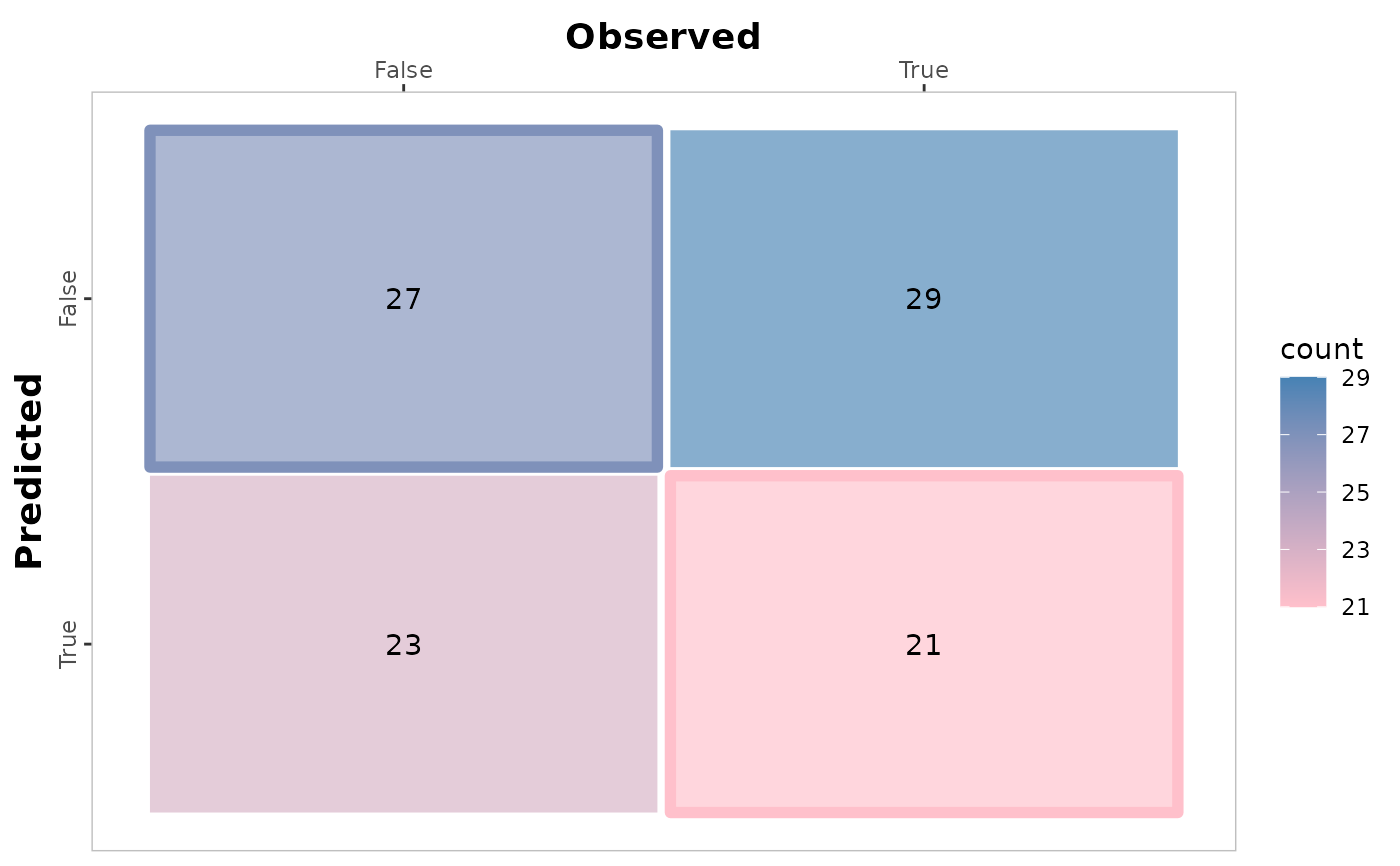 Observed
False True
Predicted
False
27 29
True
23 21
count
29
27
25
23
21